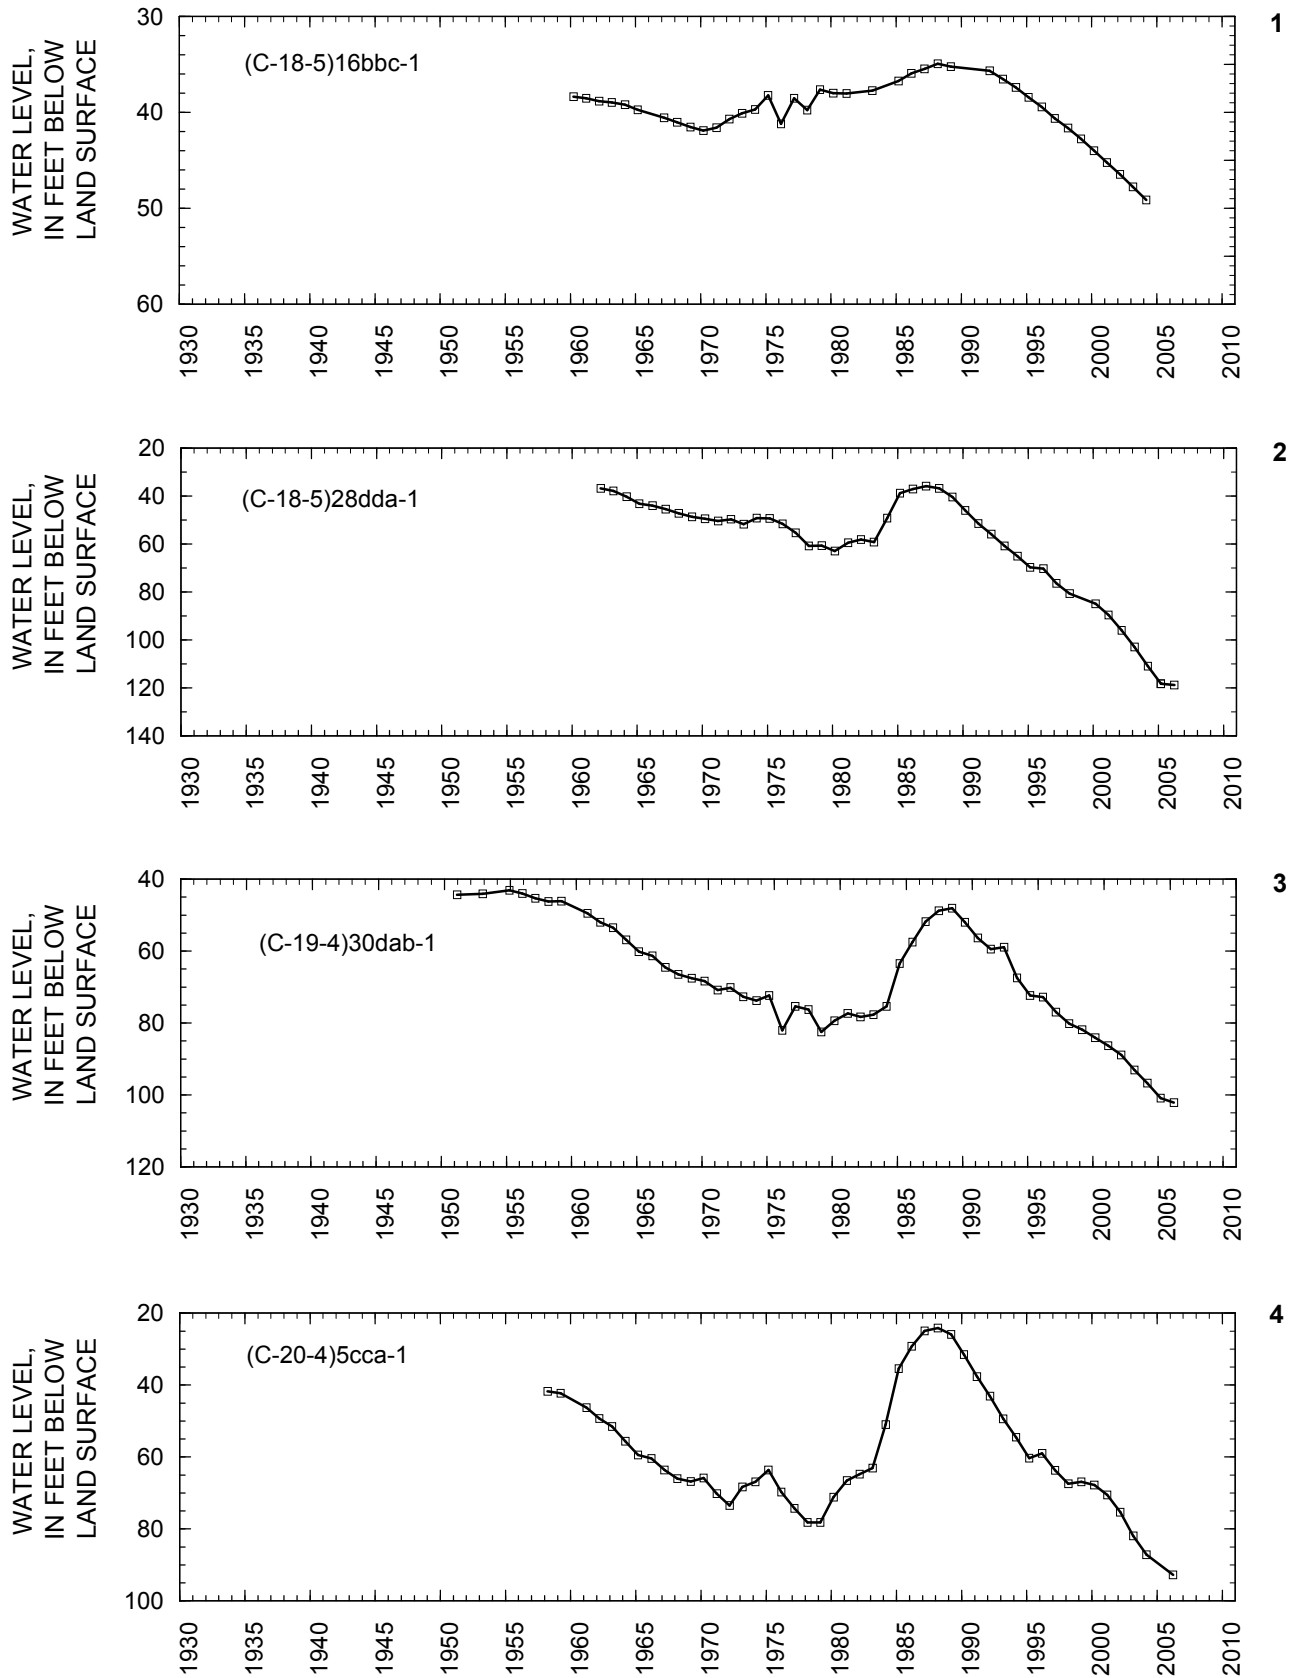 1
WATER LEVEL,
IN FEET BELOW
LAND SURFACE
30
40
50
60
(C-18-5)16bbc-1
1930 1935 1940 1945 1950 1955 1960 1965 1970 1975 1980 1985 1990 1995 2000 2005 2010
2
WATER LEVEL,
IN FEET BELOW
LAND SURFACE
20
40
60
80
100
120
140
(C-18-5)28dda-1
1930 1935 1940 1945 1950 1955 1960 1965 1970 1975 1980 1985 1990 1995 2000 2005 2010
3
WATER LEVEL,
IN FEET BELOW
LAND SURFACE
40
60
80
100
120
(C-19-4)30dab-1
1930 1935 1940 1945 1950 1955 1960 1965 1970 1975 1980 1985 1990 1995 2000 2005 2010
4
WATER LEVEL,
IN FEET BELOW
LAND SURFACE
20
40
60
80
100
(C-20-4)5cca-1
1930 1935 1940 1945 1950 1955 1960 1965 1970 1975 1980 1985 1990 1995 2000 2005 2010